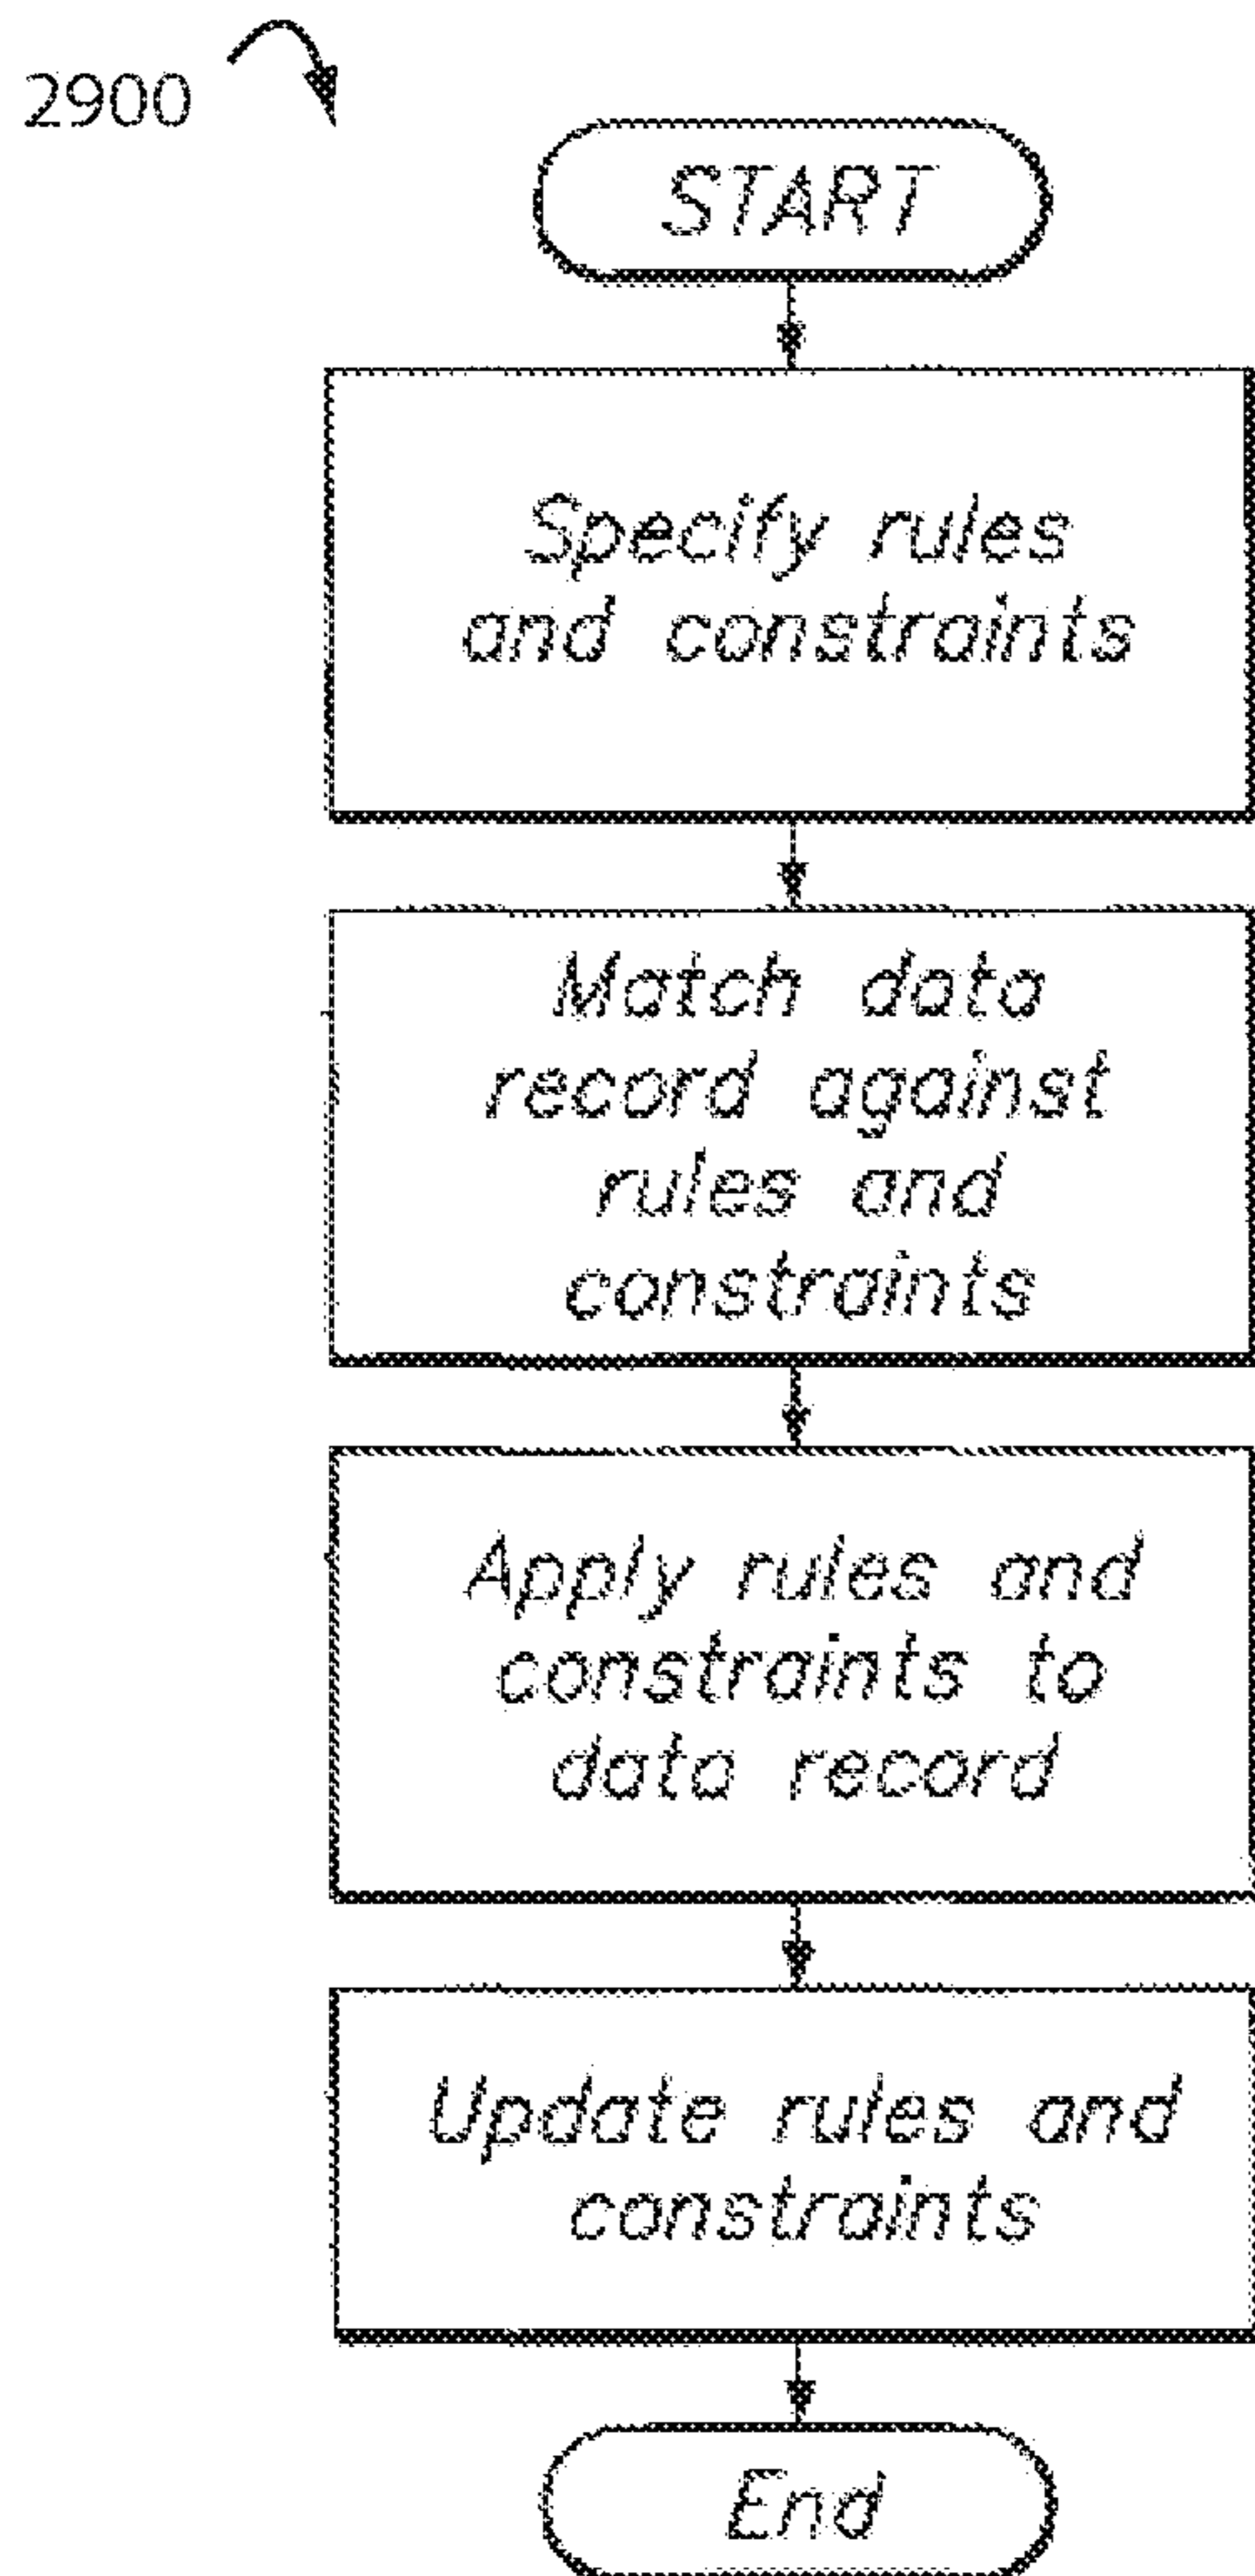 2900
START
Specify rules
and constraints
Match data
record against
rules and
constraints
Apply rules and
constraints to
data record
Update rules and
constraints
End